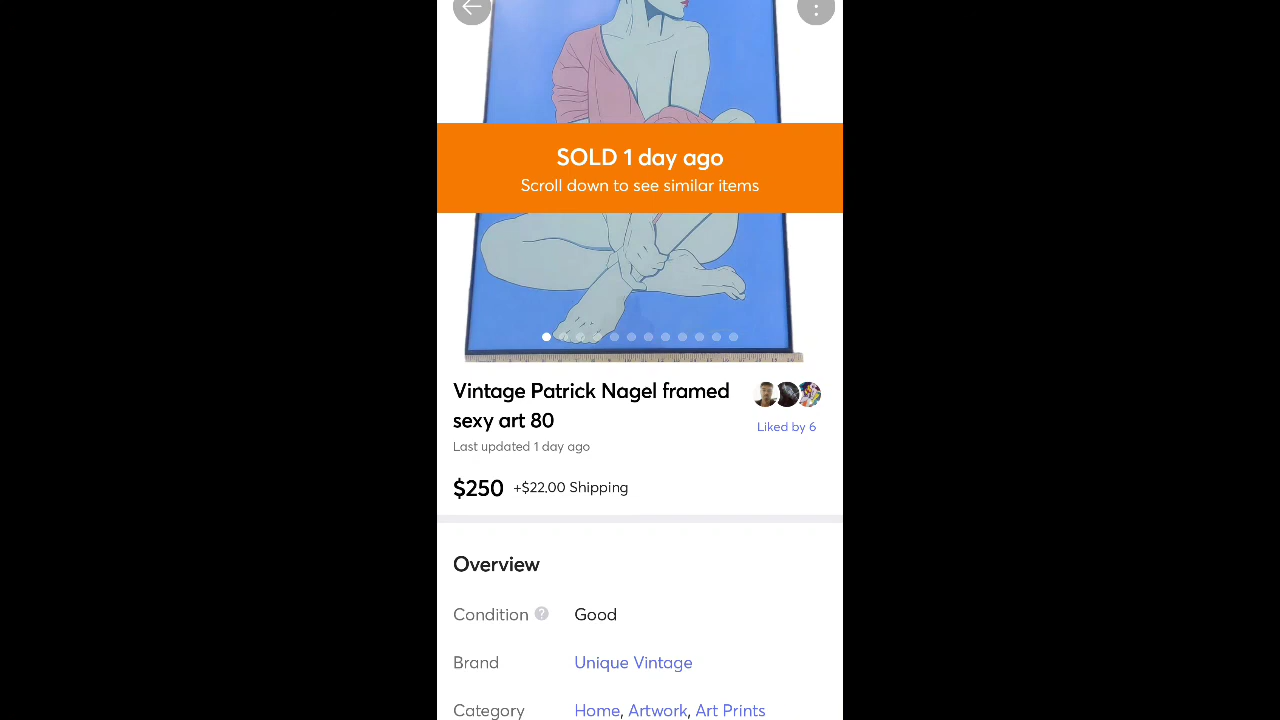 SOLD 1 day ago
Scroll down to see similar items
Vintage Patrick Nagel framed
sexy art 80
Liked by 6
Last updated 1 day ago
$250 +$22.00 Shipping
Overview
Condition ? Good
Brand Unique Vintage
Category Home, Artwork, Art Prints